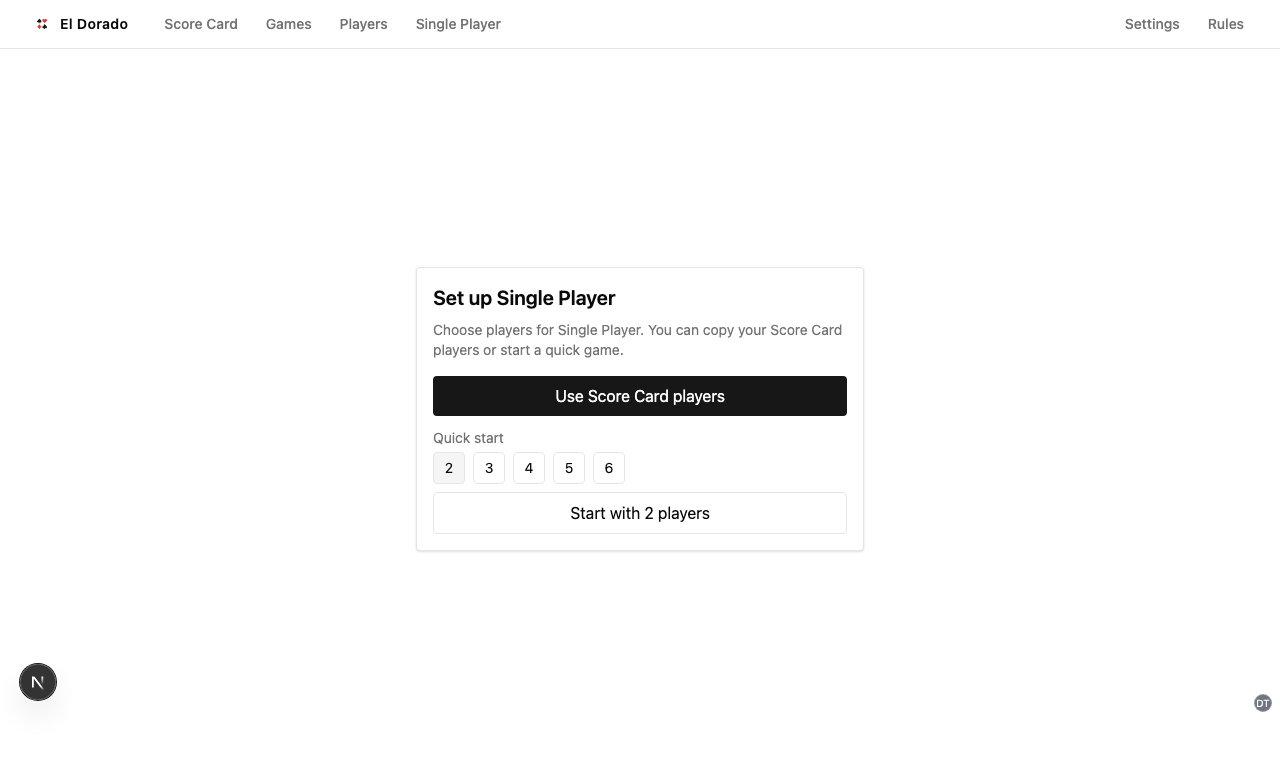 El Dorado
Score Card
Games
Players
Single Player
Settings
Rules
Set up Single Player
Choose players for Single Player. You can copy your Score Card
players or start a quick game.
Use Score Card players
Quick start
2
3
4
5
6
Start with 2 players
N
DT